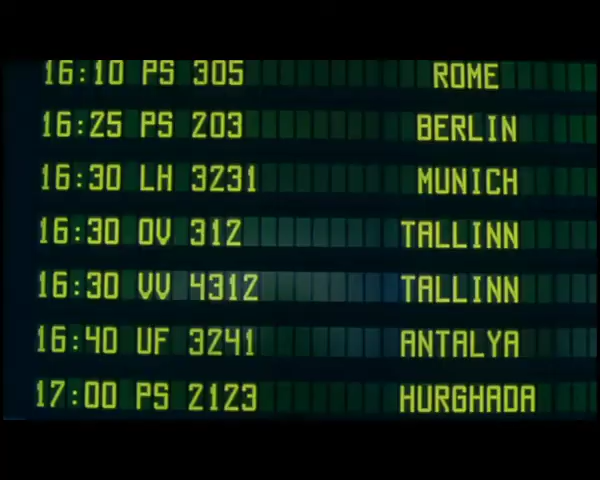 16:10 PS 305 ROME
16:25 PS 203 BERLIN
16:30 LH 3231 MUNICH
16:30 OV 312 TALLINN
16:30 VV 4312 TALLINN
16:40 UF 3241 ANTALYA
17:00 PS 2123 HURGHADA